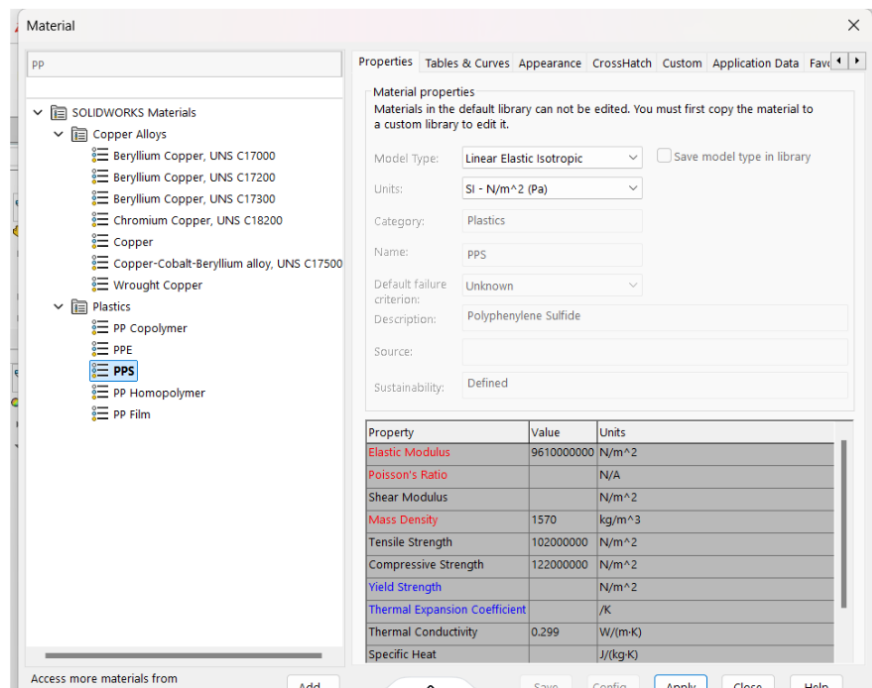 Material
PP
SOLIDWORKS Materials
Copper Alloys
Beryllium Copper, UNS C17000
Beryllium Copper, UNS C17200
Beryllium Copper, UNS C17300
Chromium Copper, UNS C18200
Copper
Copper-Cobalt-Beryllium alloy, UNS C17500
Wrought Copper
Plastics
PP Copolymer
PPE
PPS
PP Homopolymer
PP Film
Access more materials from
Add...
Properties Tables & Curves Appearance CrossHatch Custom Application Data
Material properties
Materials in the default library can not be edited. You must first copy the material to
a custom library to edit it.
Model Type: Linear Elastic Isotropic Save model type in library
Units: SI - N/m^2 (Pa)
Category: Plastics
Name: PPS
Default failure
criterion: Unknown
Description: Polyphenylene Sulfide
Source:
Sustainability: Defined
Property Value Units
Elastic Modulus 9610000000 N/m^2
Poisson's Ratio N/A
Shear Modulus N/m^2
Mass Density 1570 kg/m^3
Tensile Strength 102000000 N/m^2
Compressive Strength 122000000 N/m^2
Yield Strength N/m^2
Thermal Expansion Coefficient /K
Thermal Conductivity 0.299 W/(m·K)
Specific Heat J/(kg·K)
Save Config... Apply Close Help